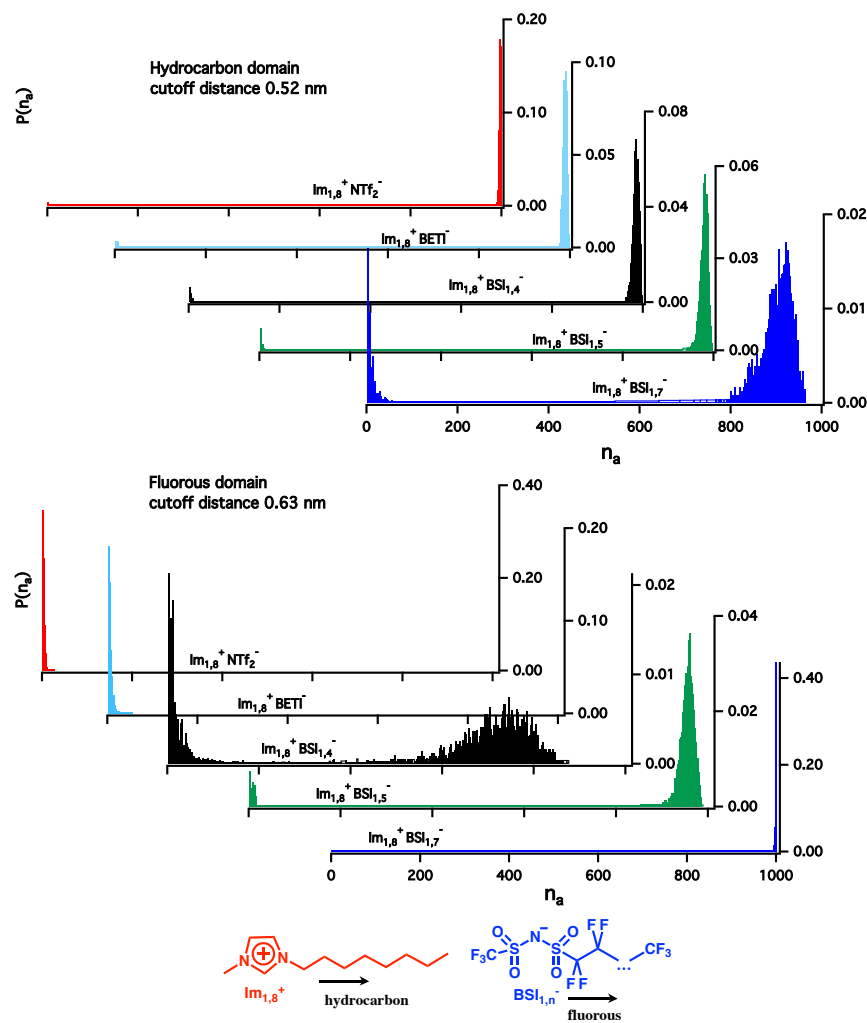 Hydrocarbon domain
cutoff distance 0.52 nm
P(nₐ)
0.20
0.10
0.00
Im₁,₈⁺ NTf₂⁻
0.10
0.05
0.00
Im₁,₈⁺ BETI⁻
0.08
0.04
0.00
Im₁,₈⁺ BSI₁,₄⁻
0.06
0.03
0.00
Im₁,₈⁺ BSI₁,₅⁻
0.02
0.01
0.00
Im₁,₈⁺ BSI₁,₇⁻
0 200 400 600 800 1000
nₐ
Fluorous domain
cutoff distance 0.63 nm
P(nₐ)
0.40
0.20
0.00
Im₁,₈⁺ NTf₂⁻
0.20
0.10
0.00
Im₁,₈⁺ BETI⁻
0.02
0.01
0.00
Im₁,₈⁺ BSI₁,₄⁻
0.04
0.02
0.00
Im₁,₈⁺ BSI₁,₅⁻
0.40
0.20
0.00
Im₁,₈⁺ BSI₁,₇⁻
0 200 400 600 800 1000
nₐ
N + N
Im₁,₈⁺
hydrocarbon
F F
O N⁻ O CF₃
F₃C S S
O O ...
F F
BSI₁,ₙ⁻
fluorous